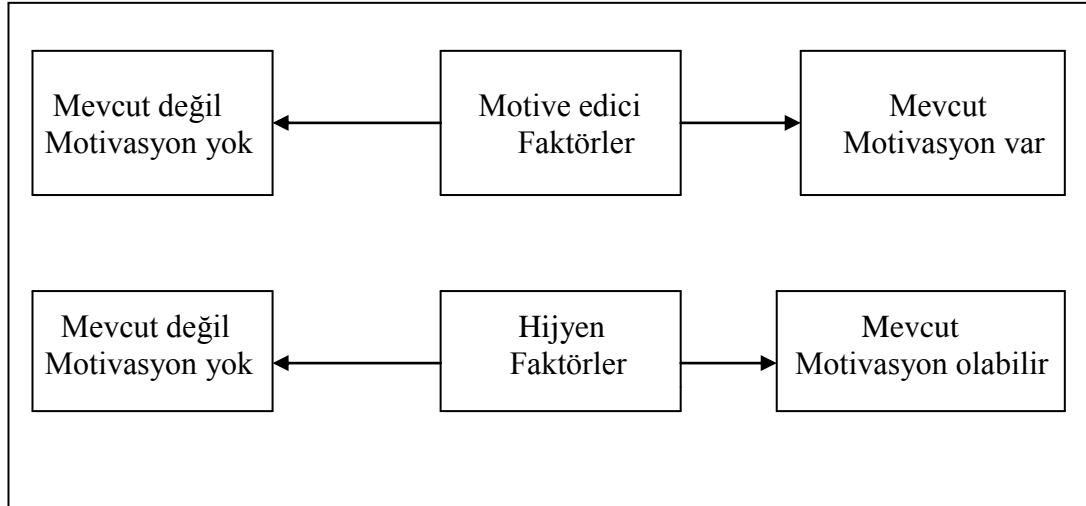 Mevcut değil
Motivasyon yok
Motive edici
Faktörler
Mevcut
Motivasyon var
Mevcut değil
Motivasyon yok
Hijyen
Faktörler
Mevcut
Motivasyon olabilir